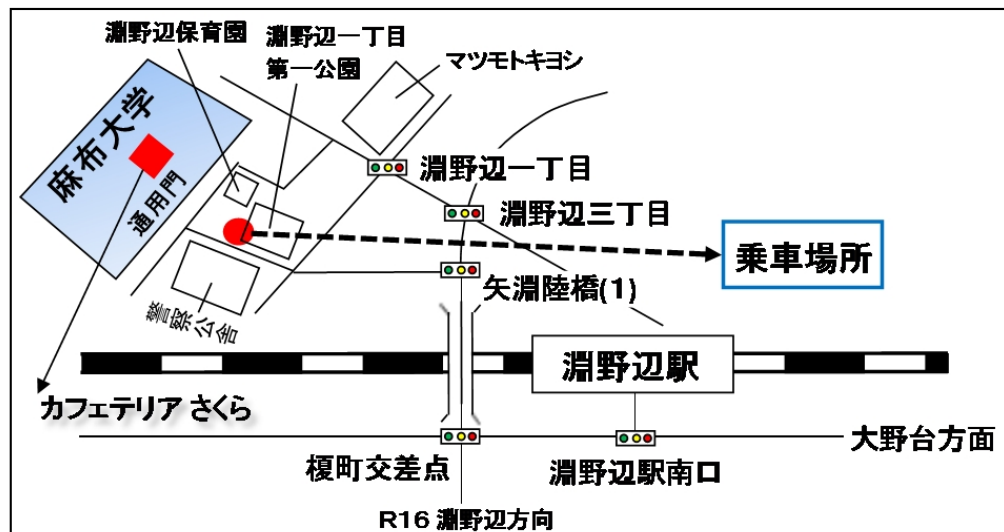 淵野辺保育園
淵野辺一丁目
第一公園
マツモトキヨシ
麻布大学
通用門
淵野辺一丁目
淵野辺三丁目
乗車場所
矢淵陸橋(1)
警察公舎
淵野辺駅
カフェテリア さくら
榎町交差点
淵野辺駅南口
大野台方面
R16 淵野辺方向